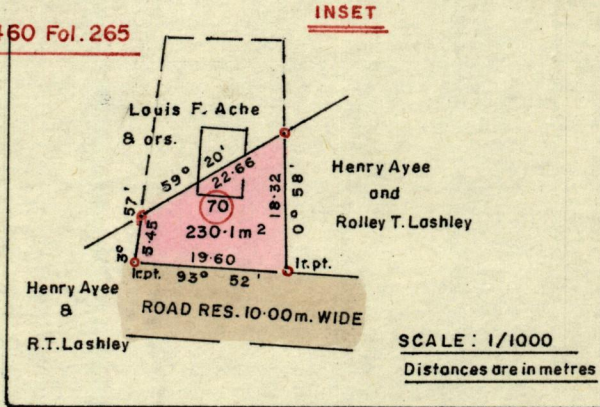 INSET
460 Fol. 265
Louis F. Ache
& ors.
59° 20'
22.66
57'
3°
5.45
70
230.1m²
18.32
0° 58'
Henry Ayee
and
Rolley T. Lashley
19.60
Ir.pt.
93° 52'
Ir.pt.
Henry Ayee
&
R.T. Lashley
ROAD RES. 10.00m. WIDE
SCALE: 1/1000
Distances are in metres